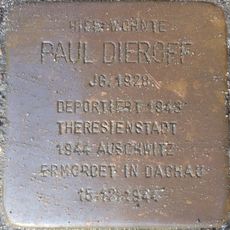 HIER WOHNTE
PAUL DIEROFF
JG. 1928
DEPORTIERT 1943
THERESIENSTADT
1944 AUSCHWITZ
ERMORDET IN DACHAU
15.12.1944